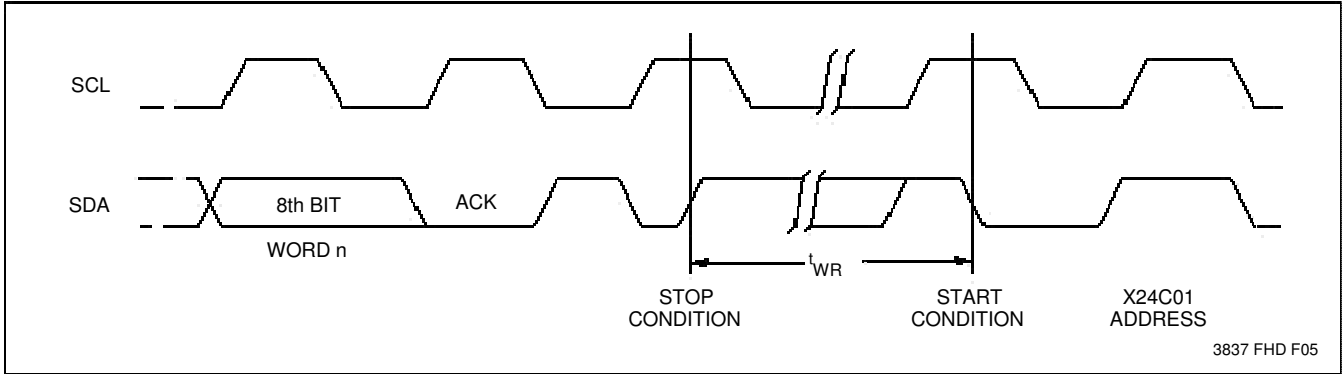 SCL
SDA
8th BIT
ACK
WORD n
tWR
STOP
CONDITION
START
CONDITION
X24C01
ADDRESS
3837 FHD F05